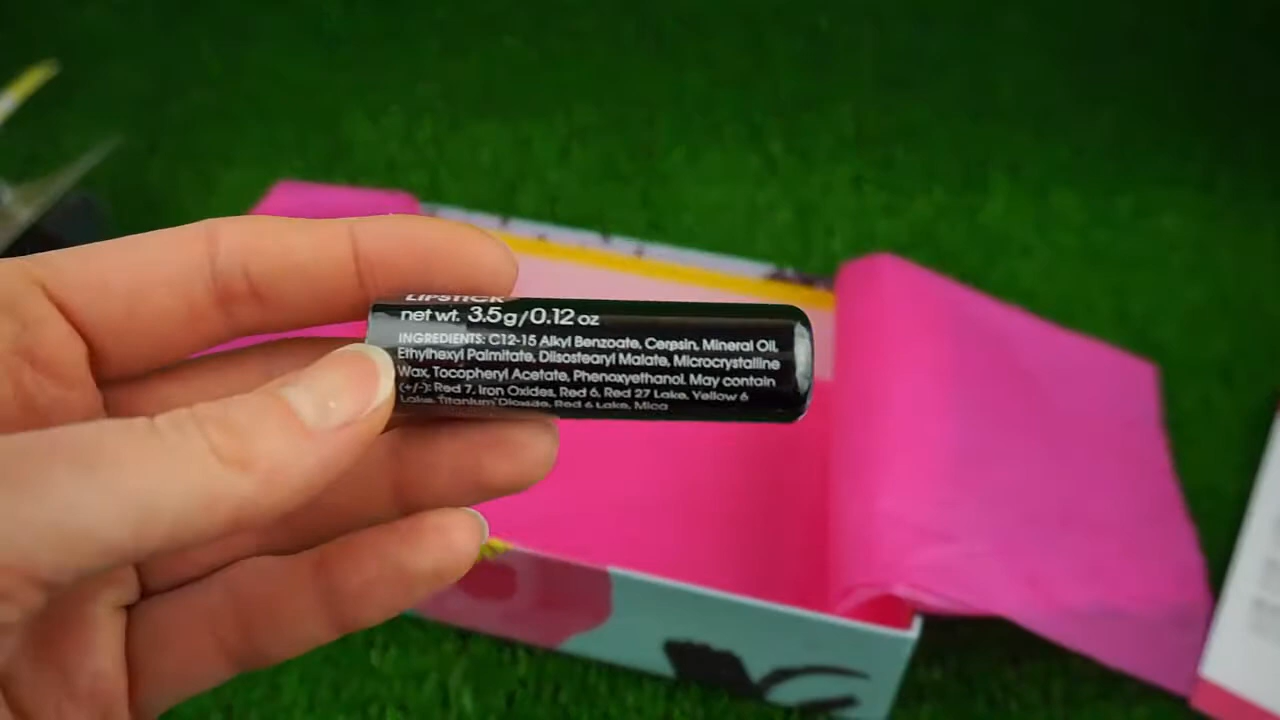 LIPSTICK
net wt. 3.5g/0.12 oz
INGREDIENTS: C12-15 Alkyl Benzoate, Cerpsin, Mineral Oil,
Ethylhexyl Palmitate, Diisostearyl Malate, Microcrystalline
Wax, Tocopheryl Acetate, Phenoxyethanol. May contain
(+/-): Red 7, Iron Oxides, Red 6, Red 27 Lake, Yellow 6
Lake, Titanium Dioxide, Red 6 Lake, Mica